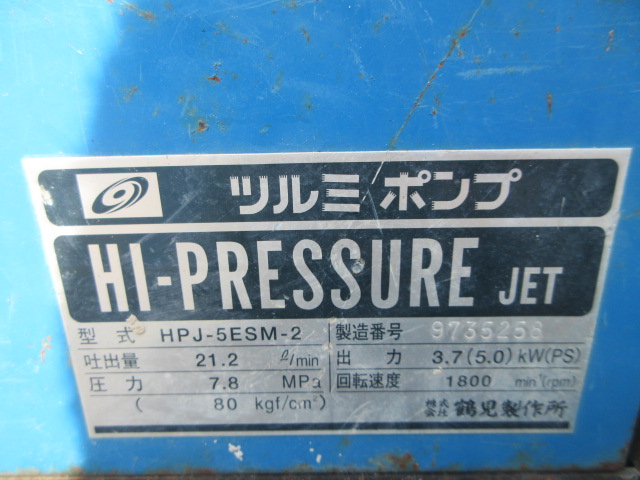 ツルミポンプ
HI-PRESSURE JET
型式 HPJ-5ESM-2 製造番号 9735258
吐出量 21.2 ℓ/min 出力 3.7(5.0)kW(PS)
圧力 7.8 MPa 回転速度 1800 min⁻¹(rpm)
( 80 kgf/cm²) 株式会社 鶴見製作所